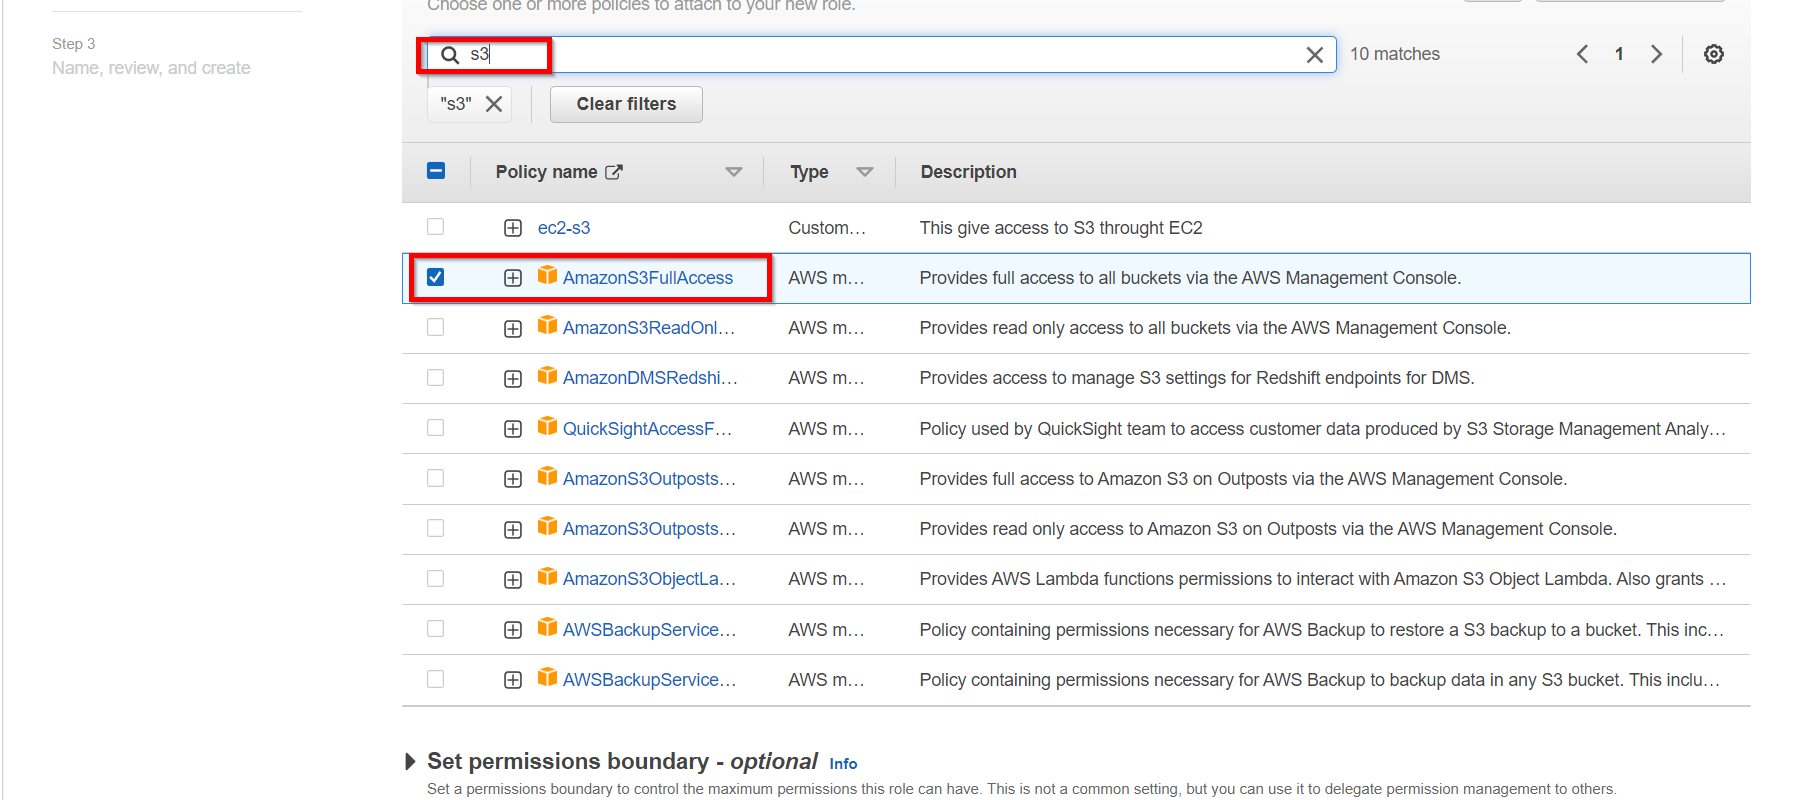 Choose one or more policies to attach to your new role.
Step 3
Name, review, and create
s3
10 matches
1
"s3"
Clear filters
Policy name
Type
Description
ec2-s3 Custom… This give access to S3 throught EC2
AmazonS3FullAccess AWS m… Provides full access to all buckets via the AWS Management Console.
AmazonS3ReadOnl… AWS m… Provides read only access to all buckets via the AWS Management Console.
AmazonDMSRedshi… AWS m… Provides access to manage S3 settings for Redshift endpoints for DMS.
QuickSightAccessF… AWS m… Policy used by QuickSight team to access customer data produced by S3 Storage Management Analy…
AmazonS3Outposts… AWS m… Provides full access to Amazon S3 on Outposts via the AWS Management Console.
AmazonS3Outposts… AWS m… Provides read only access to Amazon S3 on Outposts via the AWS Management Console.
AmazonS3ObjectLa… AWS m… Provides AWS Lambda functions permissions to interact with Amazon S3 Object Lambda. Also grants …
AWSBackupService… AWS m… Policy containing permissions necessary for AWS Backup to restore a S3 backup to a bucket. This inc…
AWSBackupService… AWS m… Policy containing permissions necessary for AWS Backup to backup data in any S3 bucket. This inclu…
Set permissions boundary - optional Info
Set a permissions boundary to control the maximum permissions this role can have. This is not a common setting, but you can use it to delegate permission management to others.